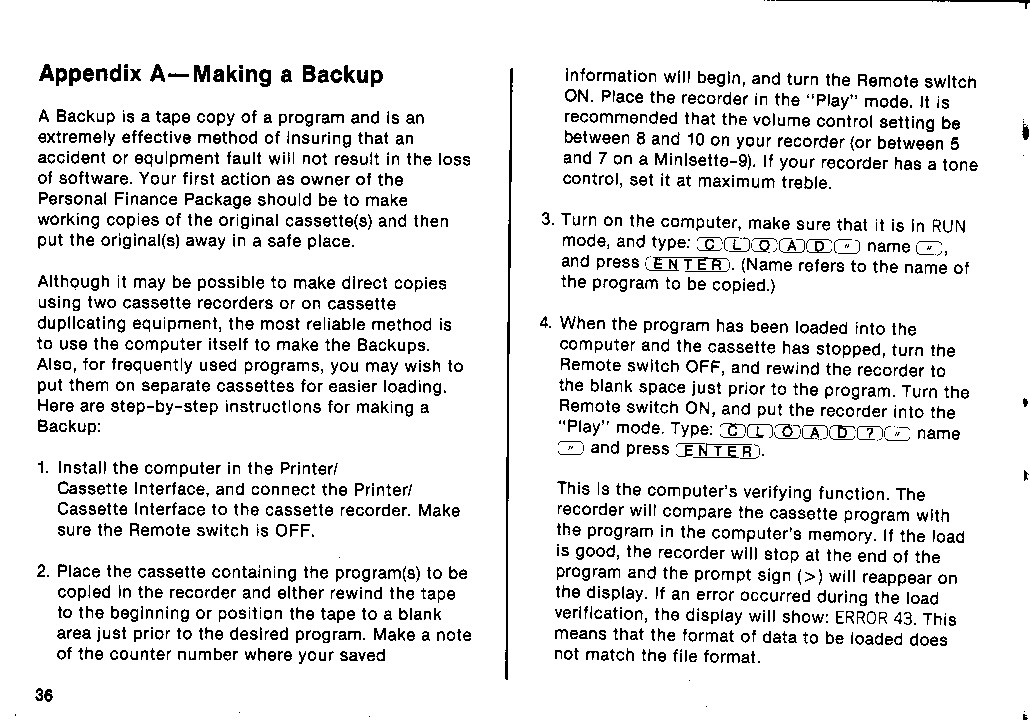 Appendix A—Making a Backup
A Backup is a tape copy of a program and is an
extremely effective method of insuring that an
accident or equipment fault will not result in the loss
of software. Your first action as owner of the
Personal Finance Package should be to make
working copies of the original cassette(s) and then
put the original(s) away in a safe place.
Although it may be possible to make direct copies
using two cassette recorders or on cassette
duplicating equipment, the most reliable method is
to use the computer itself to make the Backups.
Also, for frequently used programs, you may wish to
put them on separate cassettes for easier loading.
Here are step-by-step instructions for making a
Backup:
1. Install the computer in the Printer/
Cassette Interface, and connect the Printer/
Cassette Interface to the cassette recorder. Make
sure the Remote switch is OFF.
2. Place the cassette containing the program(s) to be
copied in the recorder and either rewind the tape
to the beginning or position the tape to a blank
area just prior to the desired program. Make a note
of the counter number where your saved
36
information will begin, and turn the Remote switch
ON. Place the recorder in the "Play" mode. It is
recommended that the volume control setting be
between 8 and 10 on your recorder (or between 5
and 7 on a Minisette-9). If your recorder has a tone
control, set it at maximum treble.
3. Turn on the computer, make sure that it is in RUN
mode, and type: C L O A D " name ",
and press ENTER. (Name refers to the name of
the program to be copied.)
4. When the program has been loaded into the
computer and the cassette has stopped, turn the
Remote switch OFF, and rewind the recorder to
the blank space just prior to the program. Turn the
Remote switch ON, and put the recorder into the
"Play" mode. Type: C L O A D ? " name
" and press ENTER.
This is the computer's verifying function. The
recorder will compare the cassette program with
the program in the computer's memory. If the load
is good, the recorder will stop at the end of the
program and the prompt sign (>) will reappear on
the display. If an error occurred during the load
verification, the display will show: ERROR 43. This
means that the format of data to be loaded does
not match the file format.